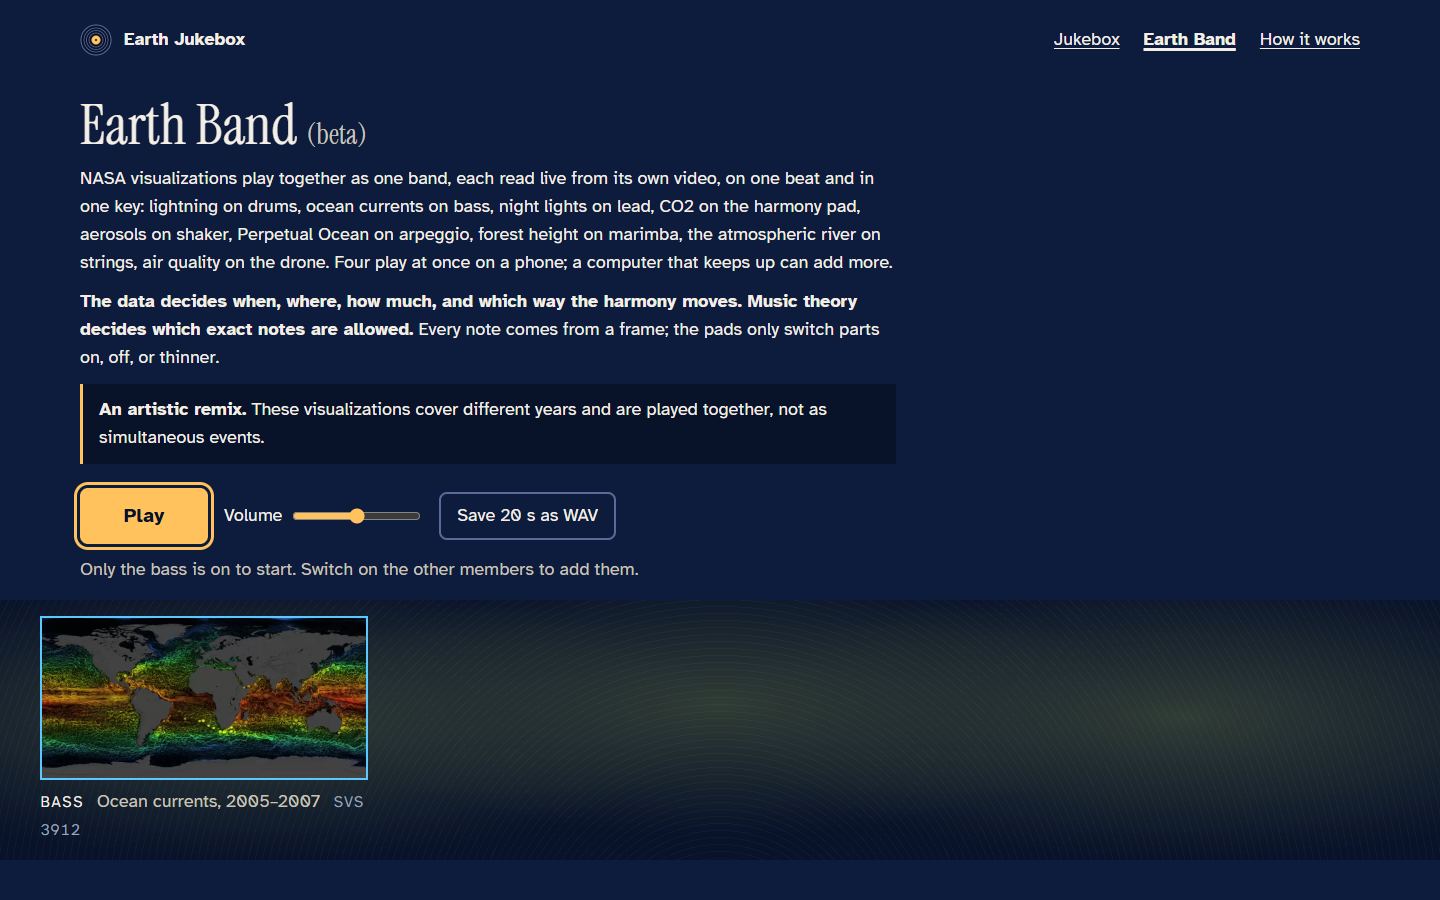 Earth Jukebox
Jukebox Earth Band How it works
Earth Band (beta)
NASA visualizations play together as one band, each read live from its own video, on one beat and in
one key: lightning on drums, ocean currents on bass, night lights on lead, CO2 on the harmony pad,
aerosols on shaker, Perpetual Ocean on arpeggio, forest height on marimba, the atmospheric river on
strings, air quality on the drone. Four play at once on a phone; a computer that keeps up can add more.
The data decides when, where, how much, and which way the harmony moves. Music theory
decides which exact notes are allowed. Every note comes from a frame; the pads only switch parts
on, off, or thinner.
An artistic remix. These visualizations cover different years and are played together, not as
simultaneous events.
Play Volume Save 20 s as WAV
Only the bass is on to start. Switch on the other members to add them.
BASS Ocean currents, 2005–2007 SVS
3912